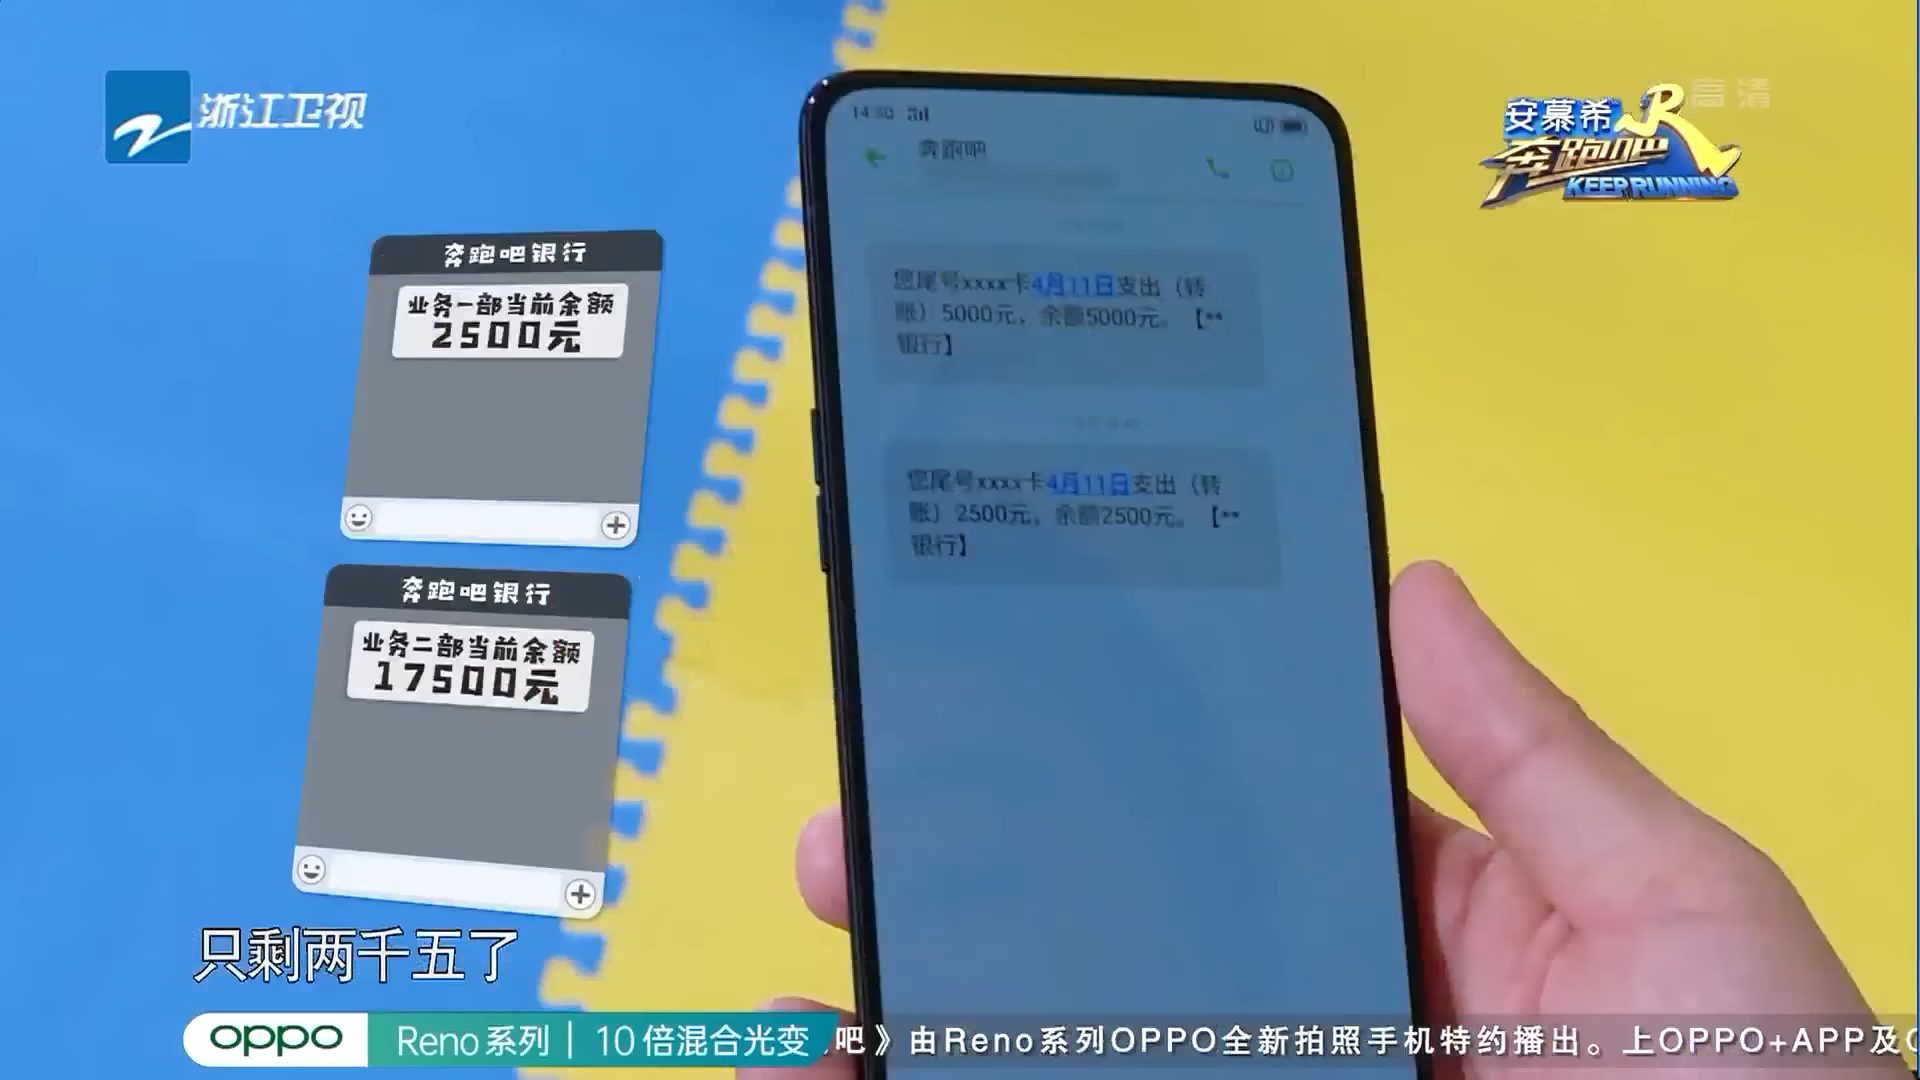 浙江卫视
高清
安慕希
奔跑吧
KEEP RUNNING
14:50
奔跑吧
您尾号xxxx卡4月11日支出（转
账）5000元，余额5000元。【**
银行】
您尾号xxxx卡4月11日支出（转
账）2500元，余额2500元。【**
银行】
奔跑吧银行
业务一部当前余额
2500元
奔跑吧银行
业务二部当前余额
17500元
只剩两千五了
oppo
Reno系列｜10倍混合光变
吧》由Reno系列OPPO全新拍照手机特约播出。上OPPO+APP及